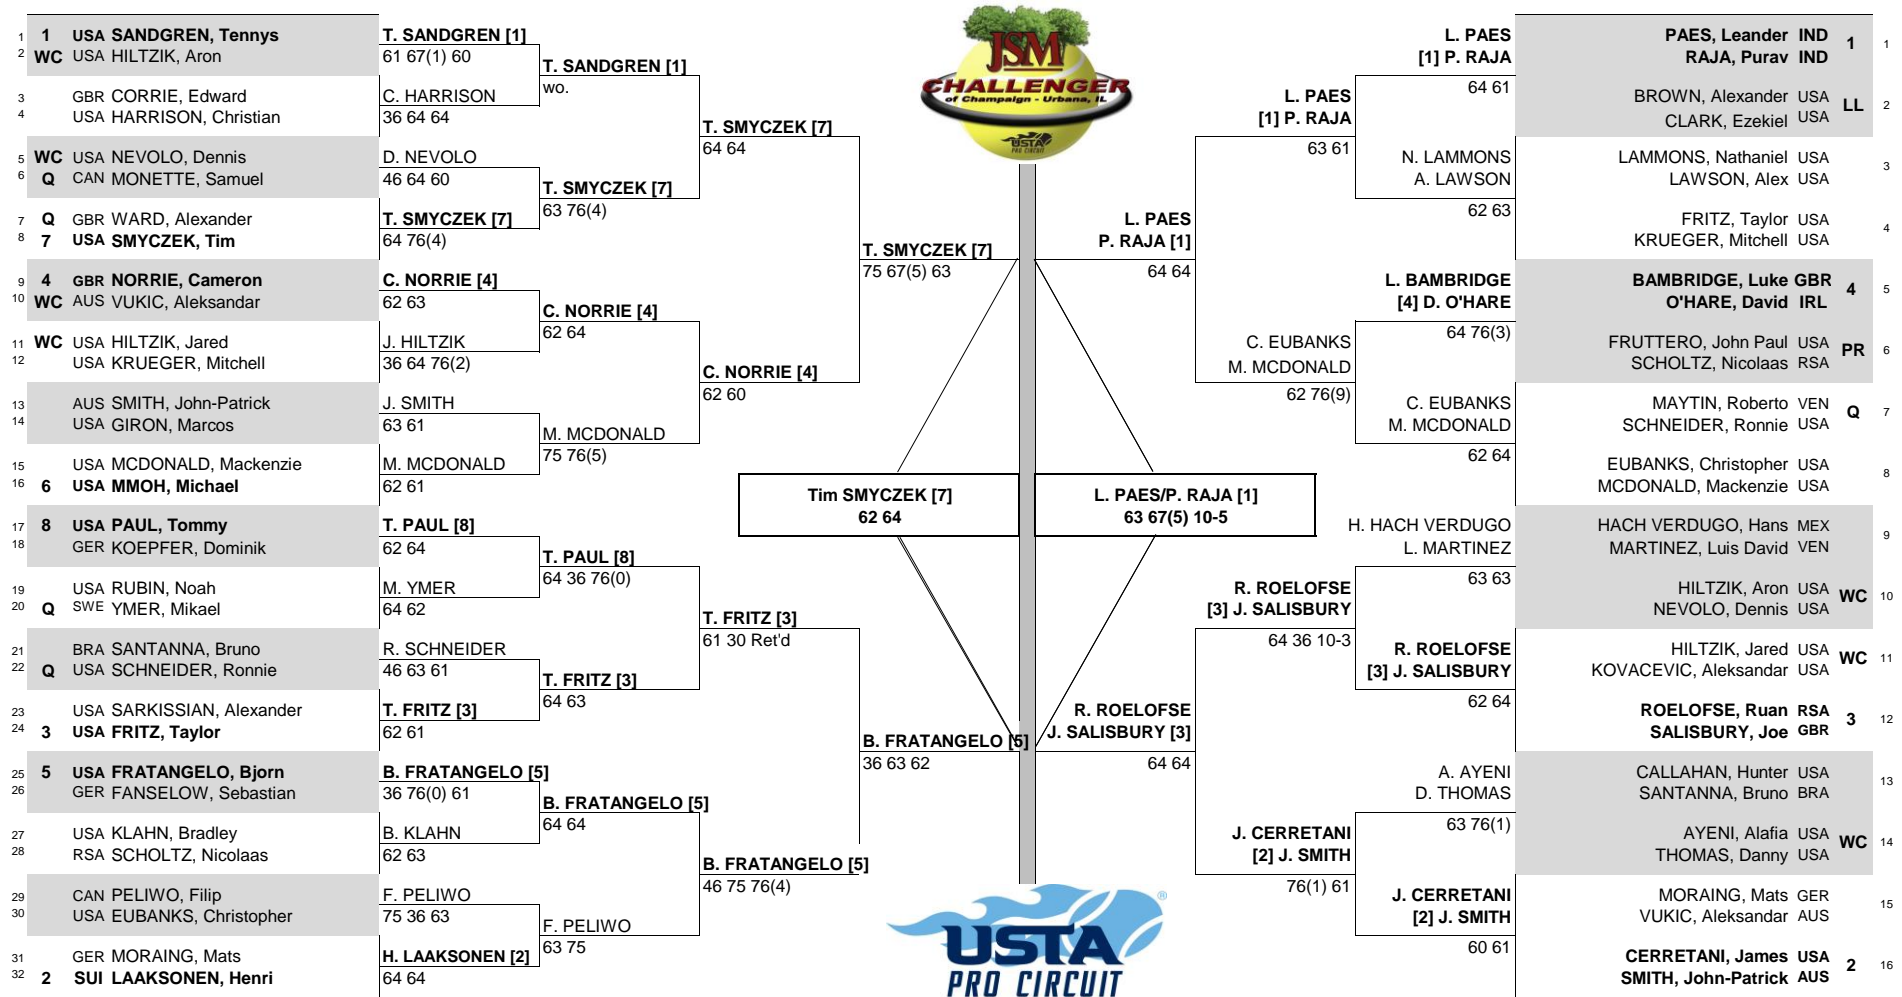 1 1 USA SANDGREN, Tennys
2 WC USA HILTZIK, Aron
3 GBR CORRIE, Edward
4 USA HARRISON, Christian
5 WC USA NEVOLO, Dennis
6 Q CAN MONETTE, Samuel
7 Q GBR WARD, Alexander
8 7 USA SMYCZEK, Tim
9 4 GBR NORRIE, Cameron
10 WC AUS VUKIC, Aleksandar
11 WC USA HILTZIK, Jared
12 USA KRUEGER, Mitchell
13 AUS SMITH, John-Patrick
14 USA GIRON, Marcos
15 USA MCDONALD, Mackenzie
16 6 USA MMOH, Michael
17 8 USA PAUL, Tommy
18 GER KOEPFER, Dominik
19 USA RUBIN, Noah
20 Q SWE YMER, Mikael
21 BRA SANTANNA, Bruno
22 Q USA SCHNEIDER, Ronnie
23 USA SARKISSIAN, Alexander
24 3 USA FRITZ, Taylor
25 5 USA FRATANGELO, Bjorn
26 GER FANSELOW, Sebastian
27 USA KLAHN, Bradley
28 RSA SCHOLTZ, Nicolaas
29 CAN PELIWO, Filip
30 USA EUBANKS, Christopher
31 GER MORAING, Mats
32 2 SUI LAAKSONEN, Henri
T. SANDGREN [1]
61 67(1) 60
C. HARRISON
36 64 64
D. NEVOLO
46 64 60
T. SMYCZEK [7]
64 76(4)
C. NORRIE [4]
62 63
J. HILTZIK
36 64 76(2)
J. SMITH
63 61
M. MCDONALD
62 61
T. PAUL [8]
62 64
M. YMER
64 62
R. SCHNEIDER
46 63 61
T. FRITZ [3]
62 61
B. FRATANGELO [5]
36 76(0) 61
B. KLAHN
62 63
F. PELIWO
75 36 63
H. LAAKSONEN [2]
64 64
T. SANDGREN [1]
wo.
T. SMYCZEK [7]
63 76(4)
C. NORRIE [4]
62 64
M. MCDONALD
75 76(5)
T. PAUL [8]
64 36 76(0)
T. FRITZ [3]
64 63
B. FRATANGELO [5]
64 64
F. PELIWO
63 75
T. SMYCZEK [7]
64 64
C. NORRIE [4]
62 60
T. FRITZ [3]
61 30 Ret'd
B. FRATANGELO [5]
46 75 76(4)
T. SMYCZEK [7]
75 67(5) 63
B. FRATANGELO [5]
36 63 62
Tim SMYCZEK [7]
62 64
JSM
CHALLENGER
of Champaign - Urbana, IL
USTA
PRO CIRCUIT
L. PAES/P. RAJA [1]
63 67(5) 10-5
USTA
PRO CIRCUIT
®
L. PAES
P. RAJA [1]
64 64
R. ROELOFSE
J. SALISBURY [3]
64 64
L. PAES
[1] P. RAJA
63 61
C. EUBANKS
M. MCDONALD
62 76(9)
R. ROELOFSE
[3] J. SALISBURY
64 36 10-3
J. CERRETANI
[2] J. SMITH
76(1) 61
L. PAES
[1] P. RAJA
64 61
N. LAMMONS
A. LAWSON
62 63
L. BAMBRIDGE
[4] D. O'HARE
64 76(3)
C. EUBANKS
M. MCDONALD
62 64
H. HACH VERDUGO
L. MARTINEZ
63 63
R. ROELOFSE
[3] J. SALISBURY
62 64
A. AYENI
D. THOMAS
63 76(1)
J. CERRETANI
[2] J. SMITH
60 61
PAES, Leander IND
RAJA, Purav IND
1 1
BROWN, Alexander USA
CLARK, Ezekiel USA
LL 2
LAMMONS, Nathaniel USA
LAWSON, Alex USA
3
FRITZ, Taylor USA
KRUEGER, Mitchell USA
4
BAMBRIDGE, Luke GBR
O'HARE, David IRL
4 5
FRUTTERO, John Paul USA
SCHOLTZ, Nicolaas RSA
PR 6
MAYTIN, Roberto VEN
SCHNEIDER, Ronnie USA
Q 7
EUBANKS, Christopher USA
MCDONALD, Mackenzie USA
8
HACH VERDUGO, Hans MEX
MARTINEZ, Luis David VEN
9
HILTZIK, Aron USA
NEVOLO, Dennis USA
WC 10
HILTZIK, Jared USA
KOVACEVIC, Aleksandar USA
WC 11
ROELOFSE, Ruan RSA
SALISBURY, Joe GBR
3 12
CALLAHAN, Hunter USA
SANTANNA, Bruno BRA
13
AYENI, Alafia USA
THOMAS, Danny USA
WC 14
MORAING, Mats GER
VUKIC, Aleksandar AUS
15
CERRETANI, James USA
SMITH, John-Patrick AUS
2 16